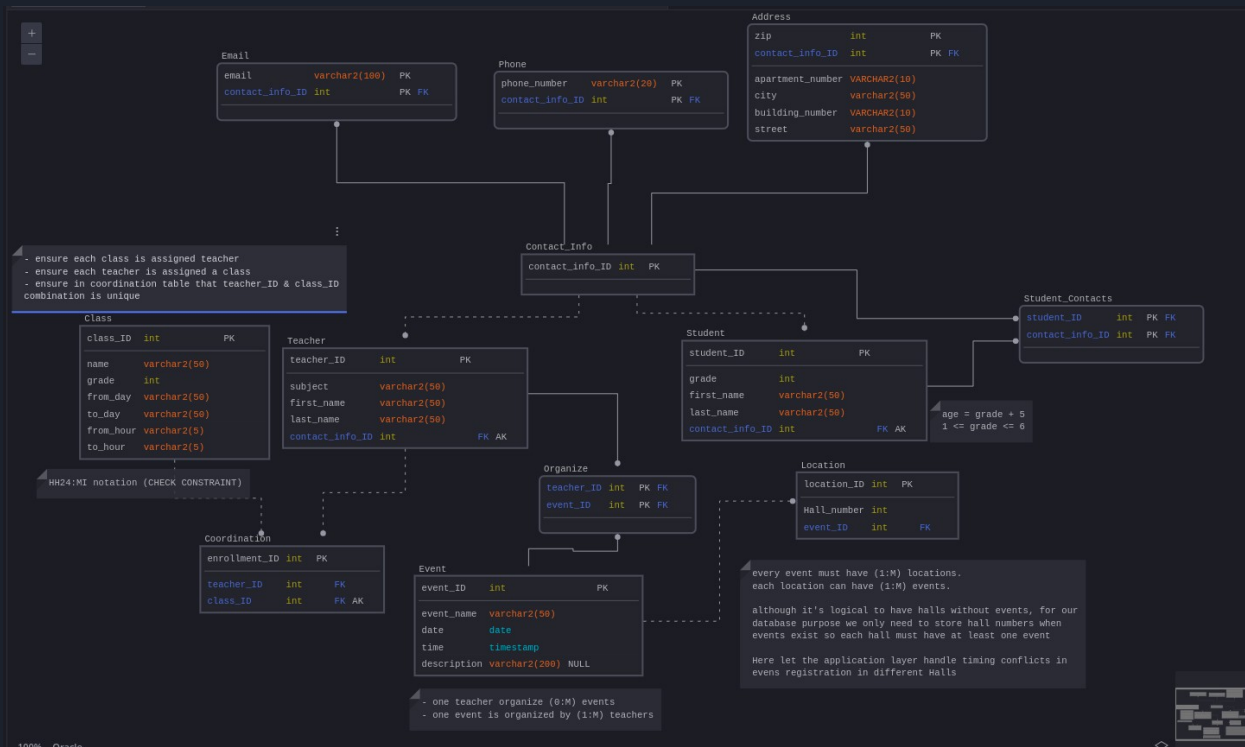 +
−
Email
email varchar2(100) PK
contact_info_ID int PK FK
Phone
phone_number varchar2(20) PK
contact_info_ID int PK FK
Address
zip int PK
contact_info_ID int PK FK
apartment_number VARCHAR2(10)
city varchar2(50)
building_number VARCHAR2(10)
street varchar2(50)
- ensure each class is assigned teacher
- ensure each teacher is assigned a class
- ensure in coordination table that teacher_ID & class_ID
combination is unique
Contact_Info
contact_info_ID int PK
Student_Contacts
student_ID int PK FK
contact_info_ID int PK FK
Class
class_ID int PK
name varchar2(50)
grade int
from_day varchar2(50)
to_day varchar2(50)
from_hour varchar2(5)
to_hour varchar2(5)
HH24:MI notation (CHECK CONSTRAINT)
Teacher
teacher_ID int PK
subject varchar2(50)
first_name varchar2(50)
last_name varchar2(50)
contact_info_ID int FK AK
Student
student_ID int PK
grade int
first_name varchar2(50)
last_name varchar2(50)
contact_info_ID int FK AK
age = grade + 5
1 <= grade <= 6
Organize
teacher_ID int PK FK
event_ID int PK FK
Location
location_ID int PK
Hall_number int
event_ID int FK
Coordination
enrollment_ID int PK
teacher_ID int FK
class_ID int FK AK
Event
event_ID int PK
event_name varchar2(50)
date date
time timestamp
description varchar2(200) NULL
every event must have (1:M) locations.
each location can have (1:M) events.
although it's logical to have halls without events, for our
database purpose we only need to store hall numbers when
events exist so each hall must have at least one event
Here let the application layer handle timing conflicts in
evens registration in different Halls
- one teacher organize (0:M) events
- one event is organized by (1:M) teachers
100% Oracle